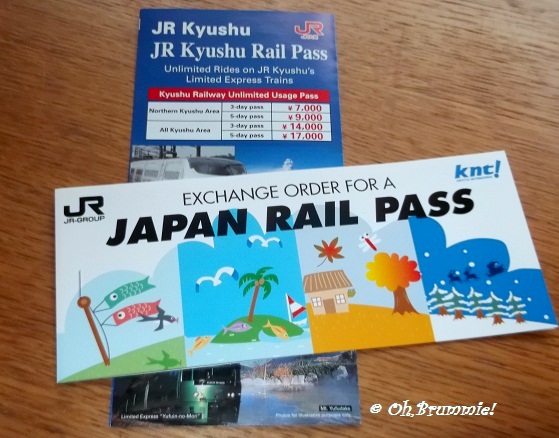 JR Kyushu
JR
JR Kyushu Rail Pass
Unlimited Rides on JR Kyushu's
Limited Express Trains
Kyushu Railway Unlimited Usage Pass
Northern Kyushu Area 3-day pass ¥ 7,000
5-day pass ¥ 9,000
All Kyushu Area 3-day pass ¥ 14,000
5-day pass ¥ 17,000
JR
JR-GROUP
EXCHANGE ORDER FOR A
knt!
JAPAN RAIL PASS
Limited Express "Yufuin-no-Mori"
Mt. Yufudake
© Oh,Brummie!